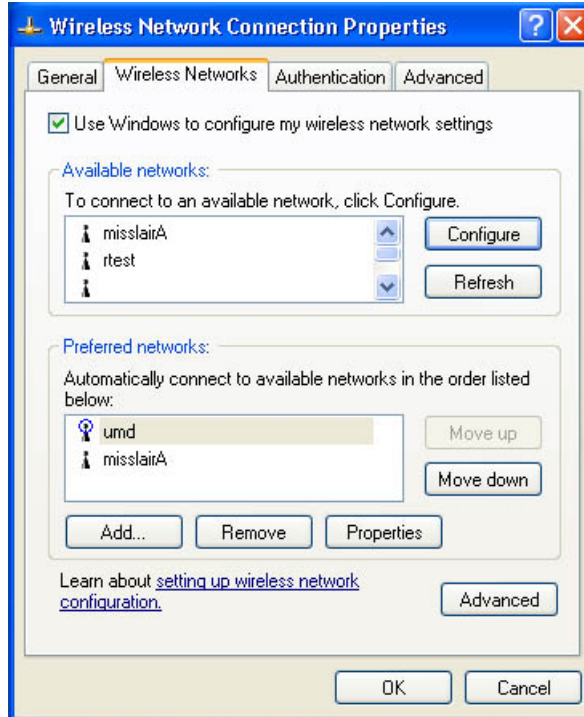 Wireless Network Connection Properties
General Wireless Networks Authentication Advanced
Use Windows to configure my wireless network settings
Available networks:
To connect to an available network, click Configure.
misslairA
Configure
rtest
Refresh
Preferred networks:
Automatically connect to available networks in the order listed
below:
umd
Move up
misslairA
Move down
Add... Remove Properties
Learn about setting up wireless network
configuration.
Advanced
OK Cancel